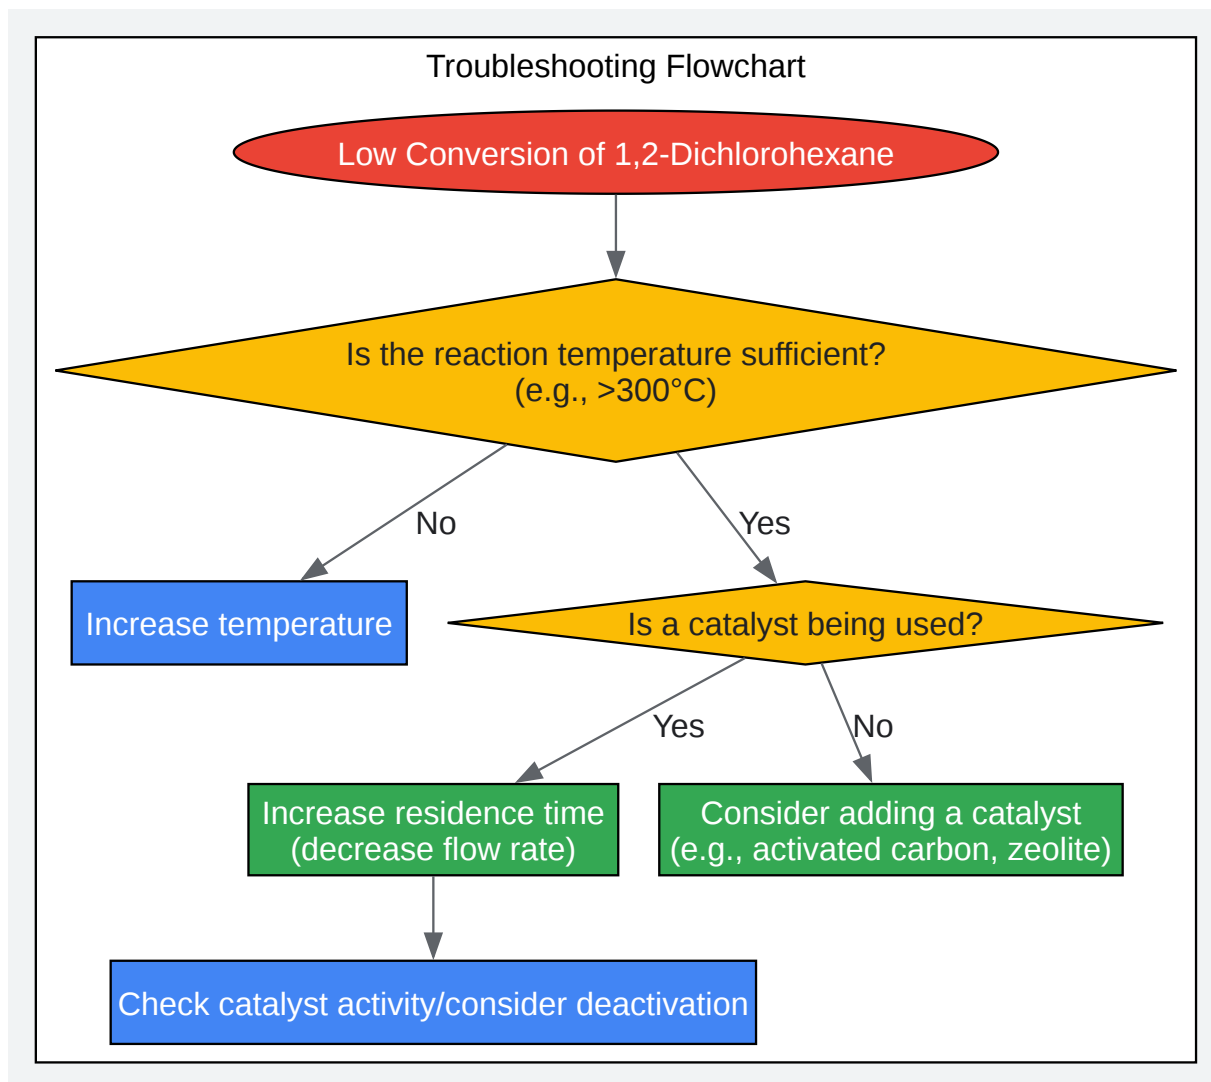 Troubleshooting Flowchart
Low Conversion of 1,2-Dichlorohexane
Is the reaction temperature sufficient?
(e.g., >300°C)
No
Yes
Increase temperature
Is a catalyst being used?
Yes
No
Increase residence time
(decrease flow rate)
Consider adding a catalyst
(e.g., activated carbon, zeolite)
Check catalyst activity/consider deactivation